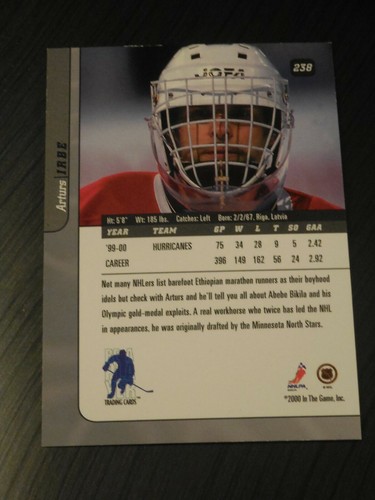 JOFA
238
Arturs IRBE
Ht: 5'8" Wt: 185 lbs. Catches: Left Born: 2/2/67, Riga, Latvia
YEAR TEAM GP W L T SO GAA
'99-00 HURRICANES 75 34 28 9 5 2.42
CAREER 396 149 162 56 24 2.92
Not many NHLers list barefoot Ethiopian marathon runners as their boyhood
idols but check with Arturs and he'll tell you all about Abebe Bikila and his
Olympic gold-medal exploits. A real workhorse who twice has led the NHL
in appearances, he was originally drafted by the Minnesota North Stars.
TRADING CARDS
NHLPA
©2000 In The Game, Inc.